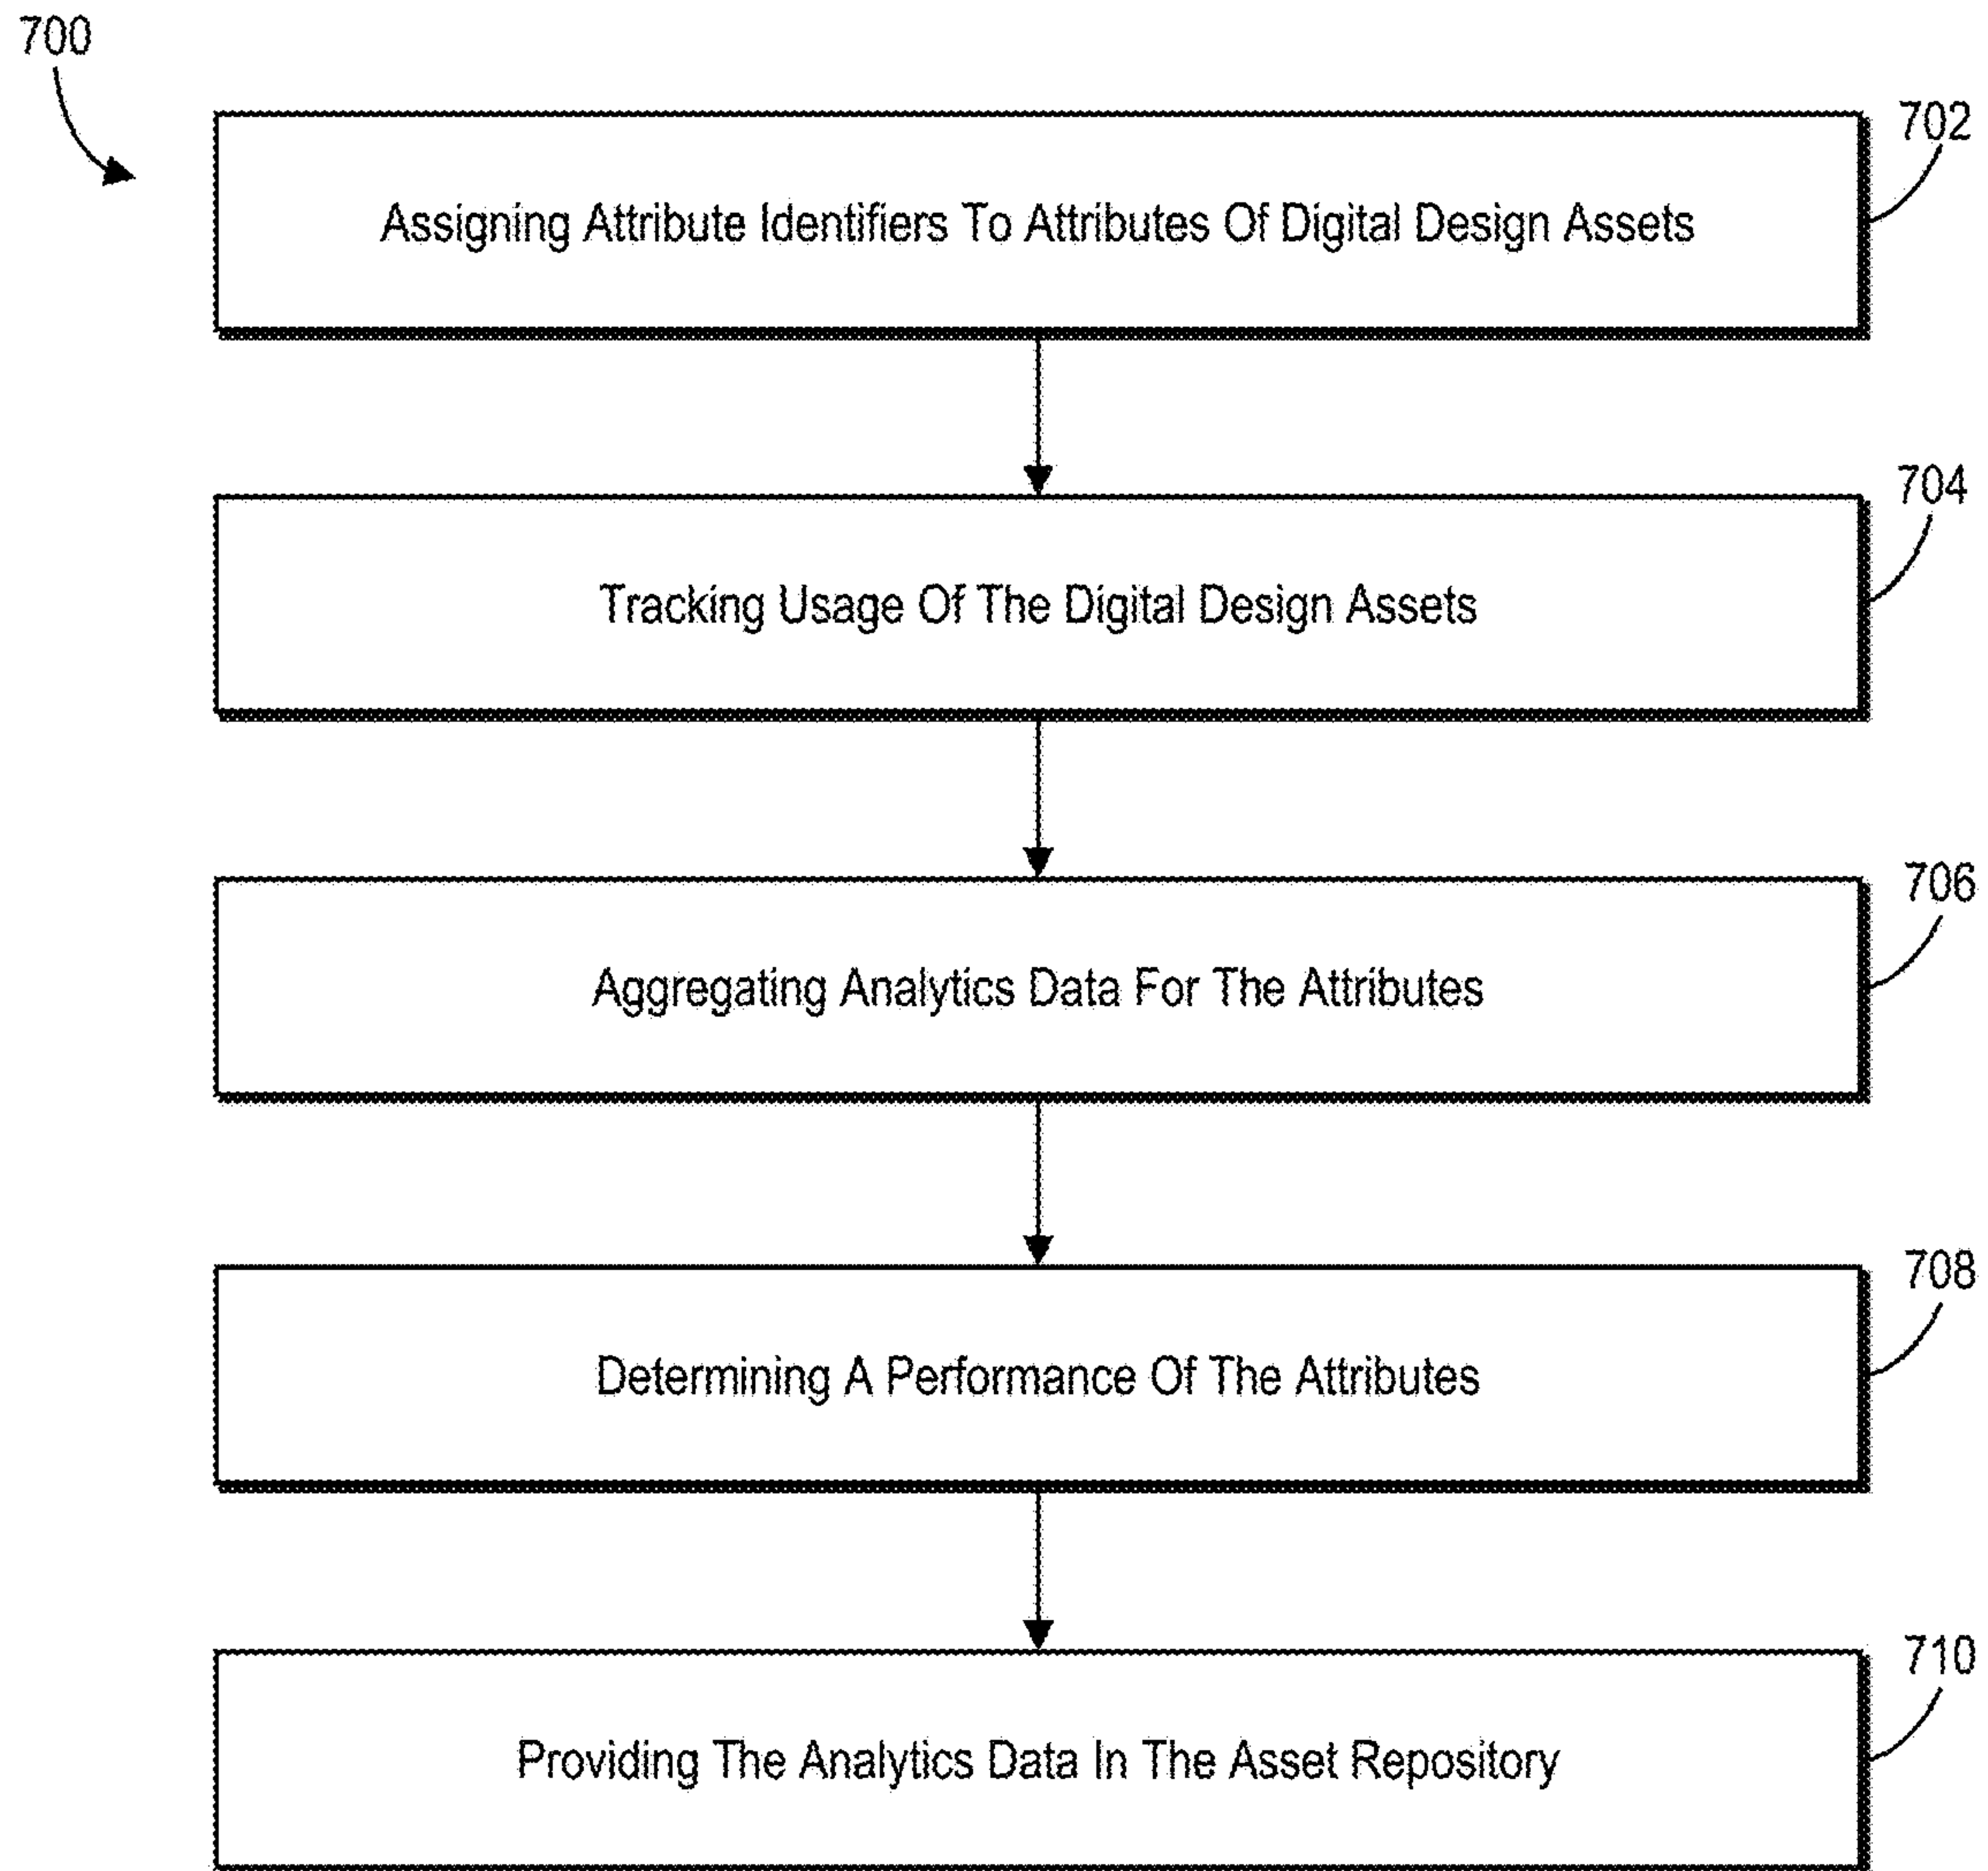 700
702
Assigning Attribute Identifiers To Attributes Of Digital Design Assets
704
Tracking Usage Of The Digital Design Assets
706
Aggregating Analytics Data For The Attributes
708
Determining A Performance Of The Attributes
710
Providing The Analytics Data In The Asset Repository